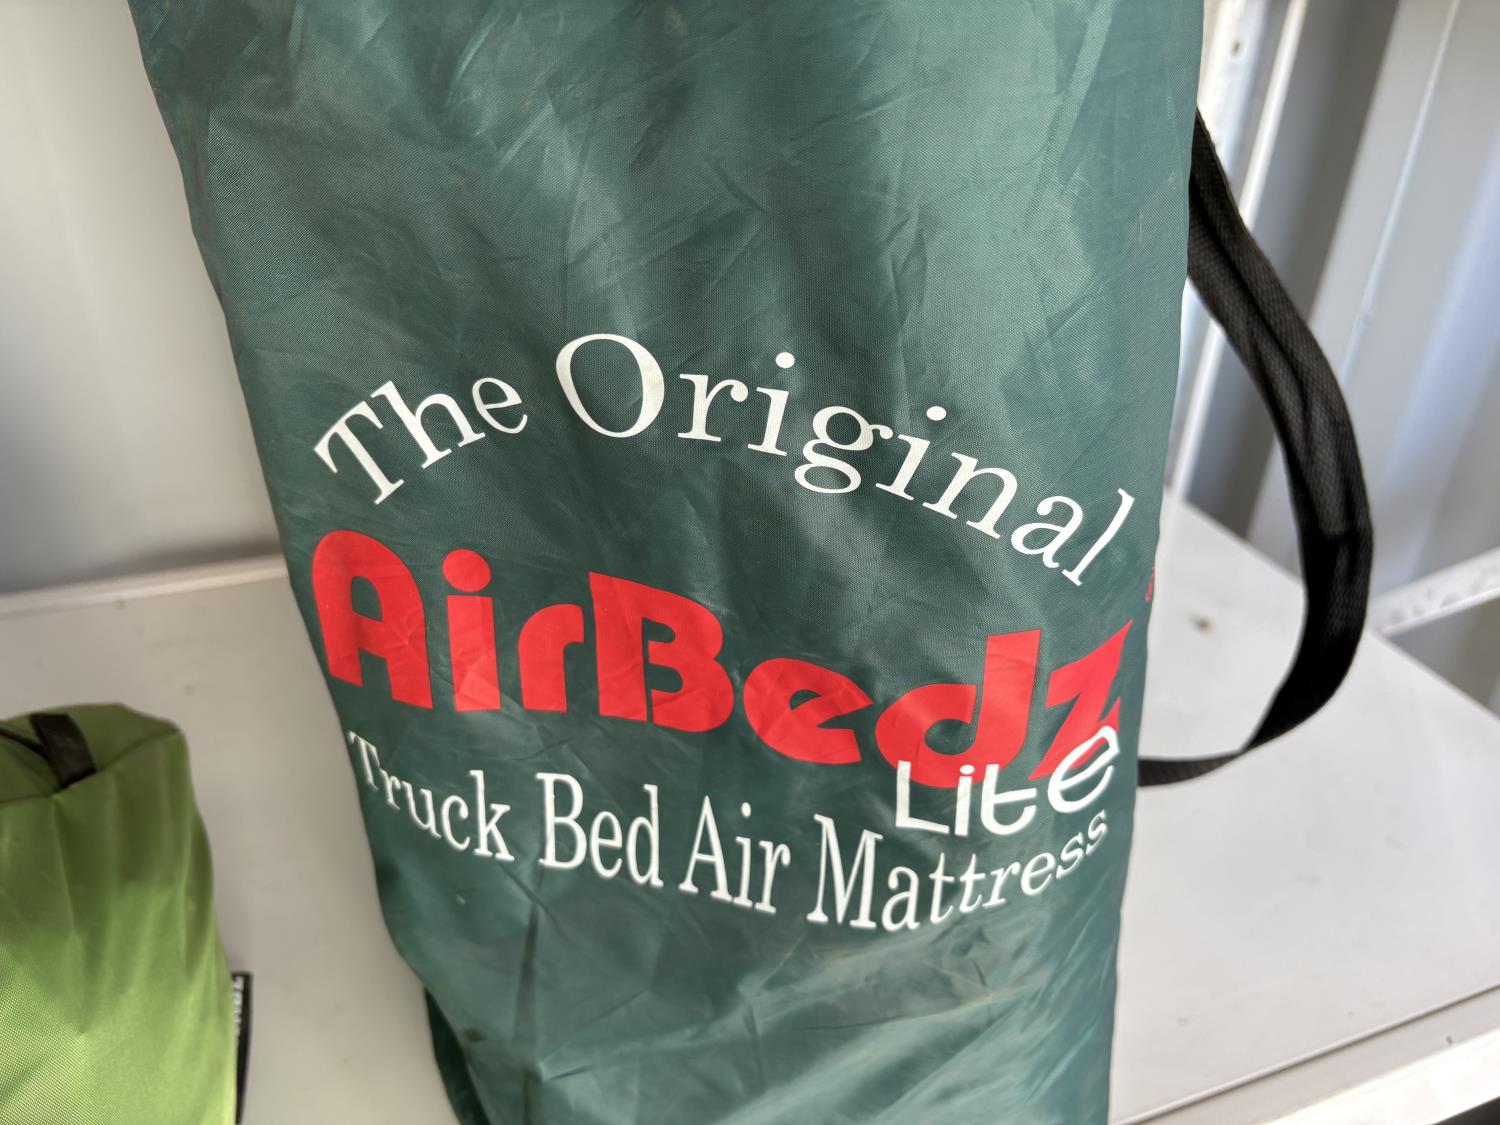 The Original
AirBedz
Lite
Truck Bed Air Mattress